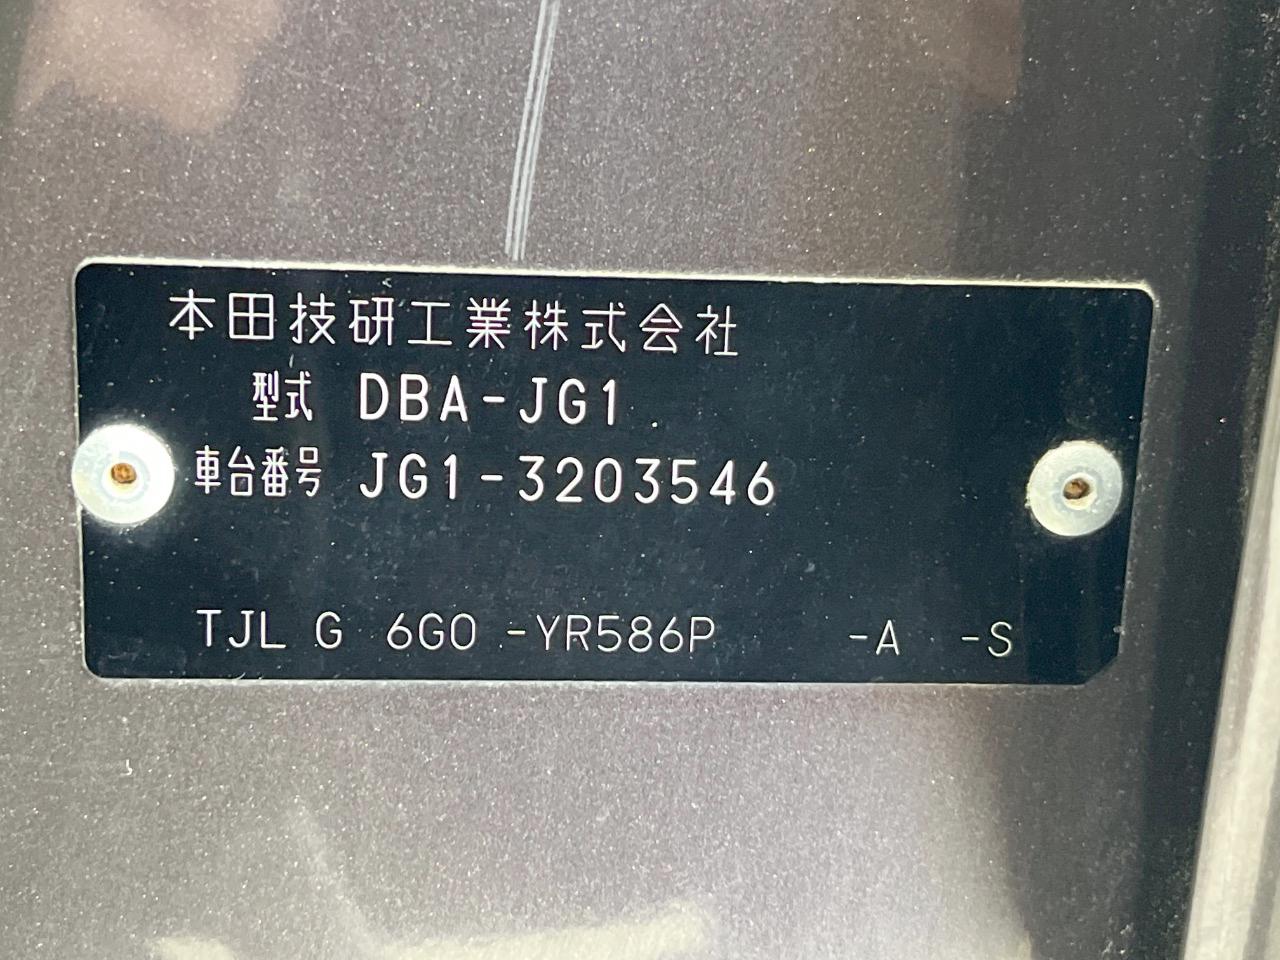 本田技研工業株式会社
型式 DBA-JG1
車台番号 JG1-3203546
TJL G 6G0 -YR586P -A -S